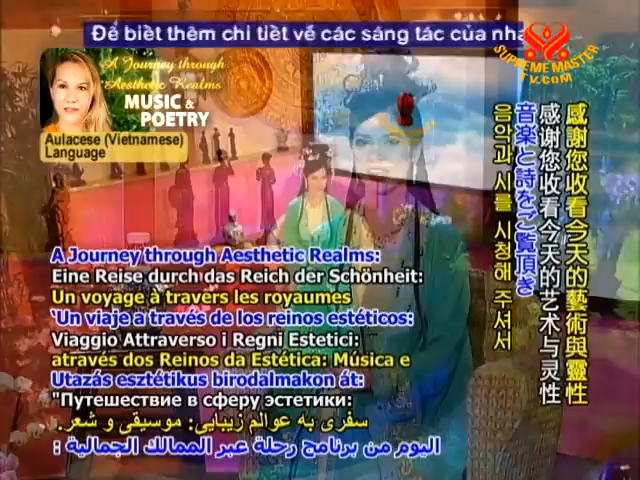 Để biết thêm chi tiết về các sáng tác của nhạ
SUPREME MASTER
TV.COM
A Journey through
Aesthetic Realms
MUSIC &
POETRY
Aulacese (Vietnamese)
Language
感謝您收看今天的藝術與靈性
感谢您收看今天的艺术与灵性
音楽と詩をご覧頂き
음악과 시를 시청해 주셔서
A Journey through Aesthetic Realms:
Eine Reise durch das Reich der Schönheit:
Un voyage à travers les royaumes
'Un viaje a través de los reinos estéticos:
Viaggio Attraverso i Regni Estetici:
através dos Reinos da Estética: Música e
Utazás esztétikus birodalmakon át:
"Путешествие в сферу эстетики:
سفری به عوالم زیبایی: موسیقی و شعر.
اليوم من برنامج رحلة عبر الممالك الجمالية :